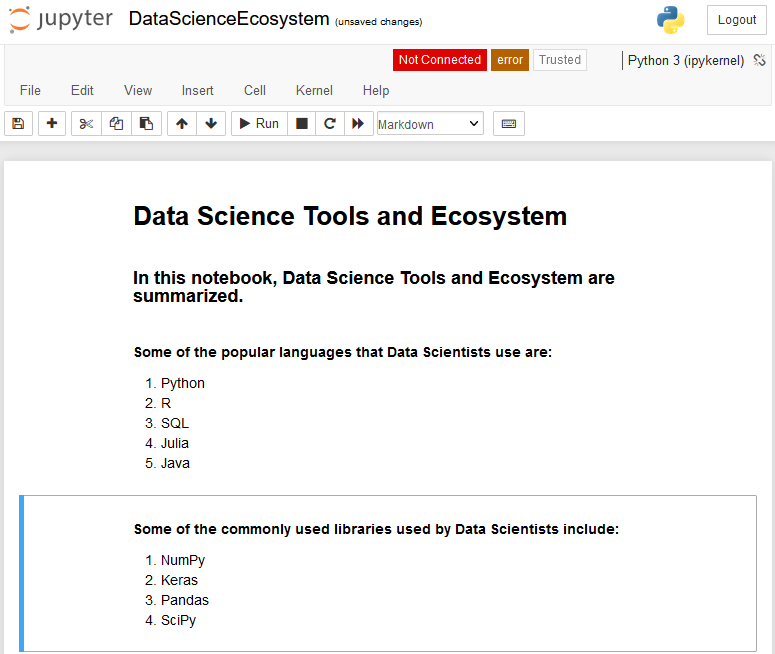 jupyter DataScienceEcosystem (unsaved changes) Logout
Not Connected error Trusted Python 3 (ipykernel)
File Edit View Insert Cell Kernel Help
Run Markdown
Data Science Tools and Ecosystem
In this notebook, Data Science Tools and Ecosystem are
summarized.
Some of the popular languages that Data Scientists use are:
1. Python
2. R
3. SQL
4. Julia
5. Java
Some of the commonly used libraries used by Data Scientists include:
1. NumPy
2. Keras
3. Pandas
4. SciPy